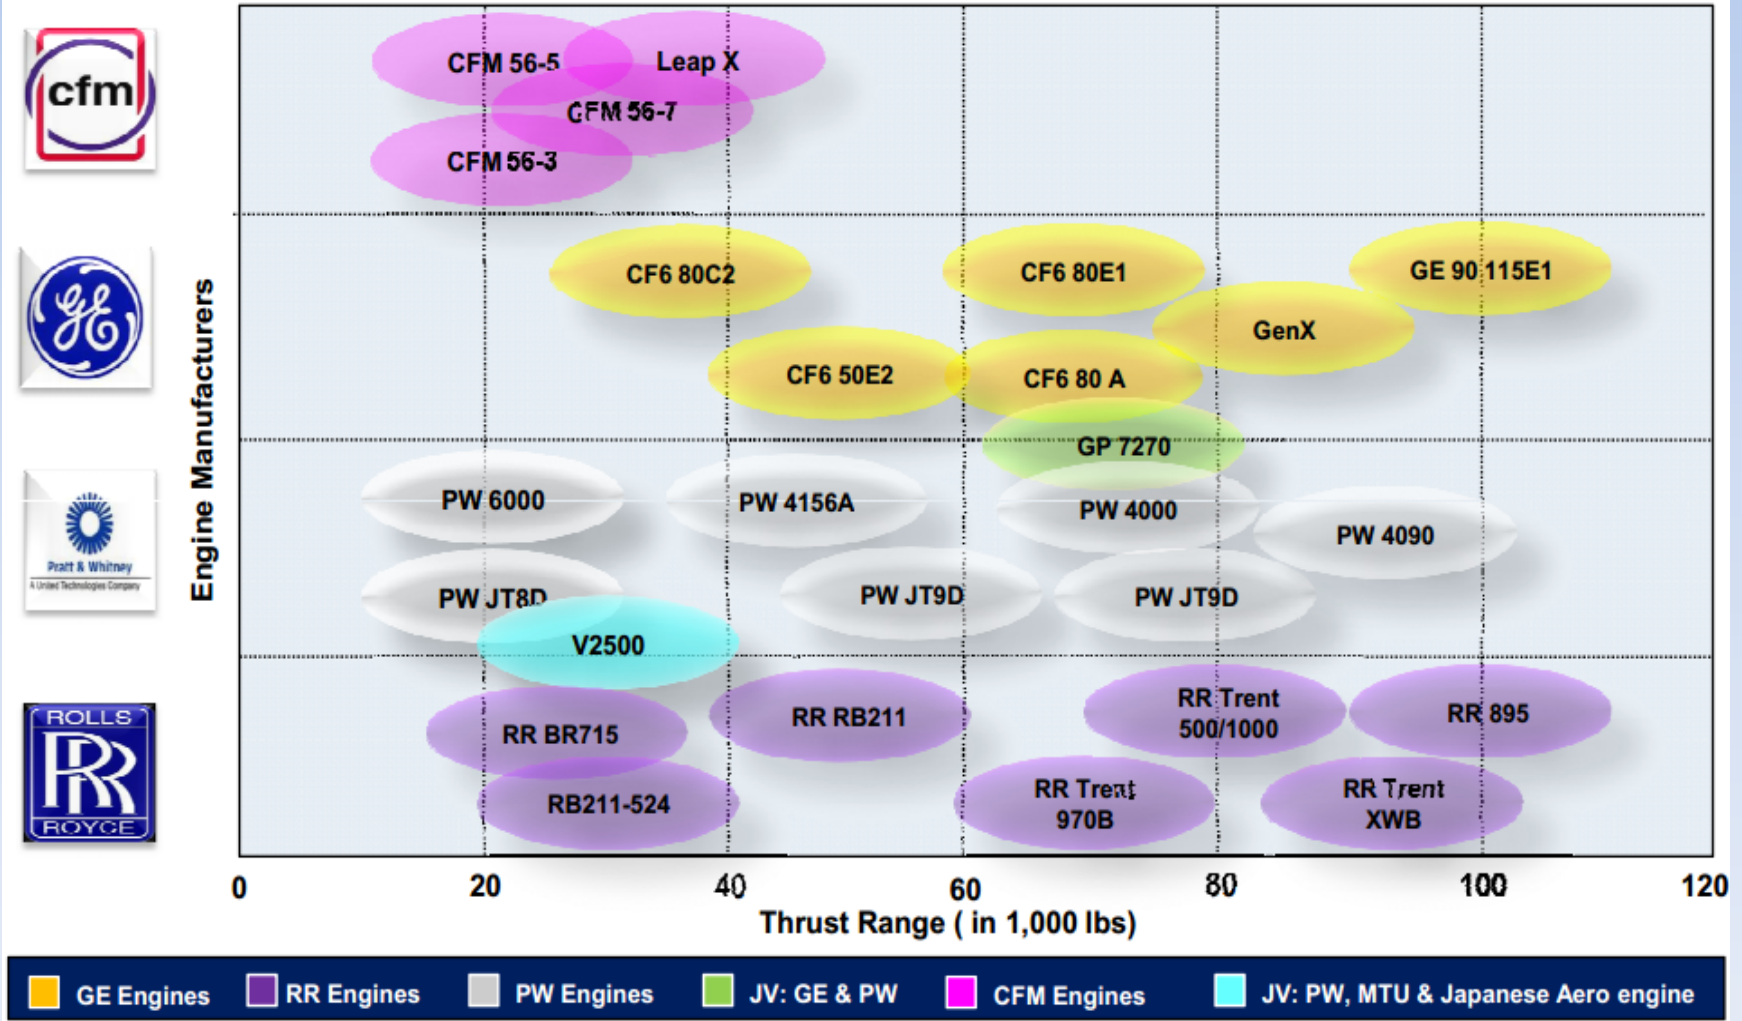 cfm
CFM 56-5
Leap X
CFM 56-7
CFM 56-3
GE
CF6 80C2
CF6 80E1
GE 90 115E1
GenX
CF6 50E2
CF6 80 A
GP 7270
Engine Manufacturers
Pratt & Whitney
A United Technologies Company
PW 6000
PW 4156A
PW 4000
PW 4090
PW JT8D
PW JT9D
PW JT9D
V2500
ROLLS
RR
ROYCE
RR BR715
RR RB211
RR Trent
500/1000
RR 895
RB211-524
RR Trent
970B
RR Trent
XWB
0 20 40 60 80 100 120
Thrust Range ( in 1,000 lbs)
GE Engines RR Engines PW Engines JV: GE & PW CFM Engines JV: PW, MTU & Japanese Aero engine